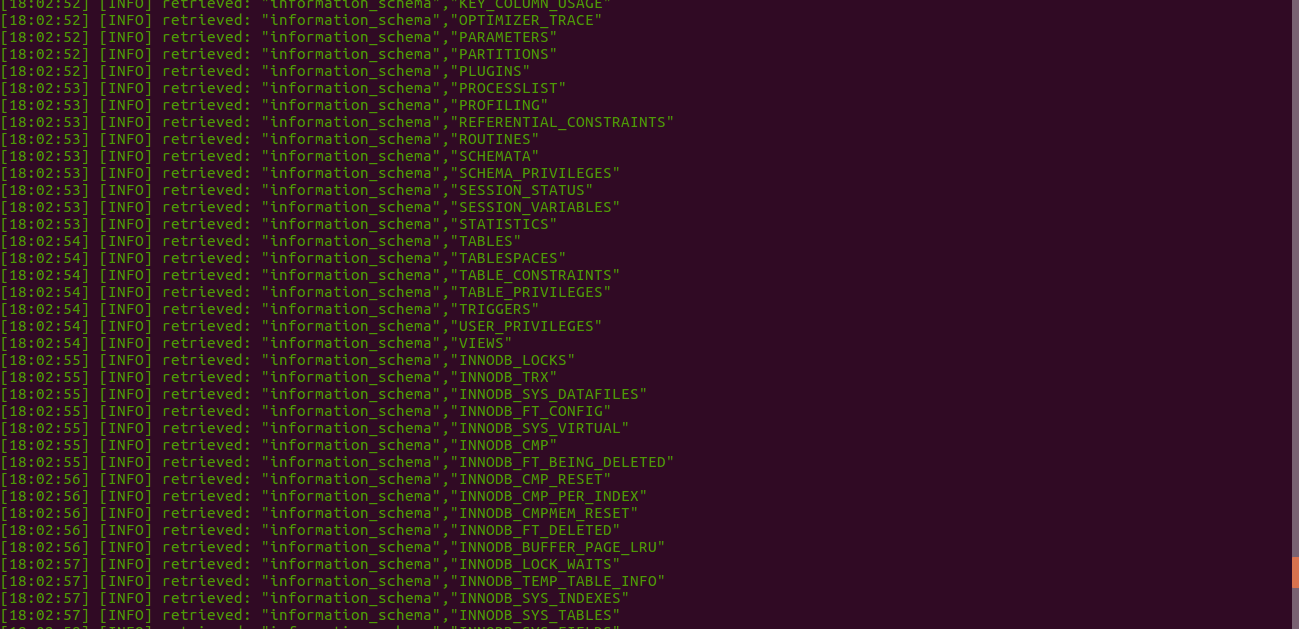 [18:02:52] [INFO] retrieved: "information_schema","KEY_COLUMN_USAGE"
[18:02:52] [INFO] retrieved: "information_schema","OPTIMIZER_TRACE"
[18:02:52] [INFO] retrieved: "information_schema","PARAMETERS"
[18:02:52] [INFO] retrieved: "information_schema","PARTITIONS"
[18:02:52] [INFO] retrieved: "information_schema","PLUGINS"
[18:02:53] [INFO] retrieved: "information_schema","PROCESSLIST"
[18:02:53] [INFO] retrieved: "information_schema","PROFILING"
[18:02:53] [INFO] retrieved: "information_schema","REFERENTIAL_CONSTRAINTS"
[18:02:53] [INFO] retrieved: "information_schema","ROUTINES"
[18:02:53] [INFO] retrieved: "information_schema","SCHEMATA"
[18:02:53] [INFO] retrieved: "information_schema","SCHEMA_PRIVILEGES"
[18:02:53] [INFO] retrieved: "information_schema","SESSION_STATUS"
[18:02:53] [INFO] retrieved: "information_schema","SESSION_VARIABLES"
[18:02:53] [INFO] retrieved: "information_schema","STATISTICS"
[18:02:54] [INFO] retrieved: "information_schema","TABLES"
[18:02:54] [INFO] retrieved: "information_schema","TABLESPACES"
[18:02:54] [INFO] retrieved: "information_schema","TABLE_CONSTRAINTS"
[18:02:54] [INFO] retrieved: "information_schema","TABLE_PRIVILEGES"
[18:02:54] [INFO] retrieved: "information_schema","TRIGGERS"
[18:02:54] [INFO] retrieved: "information_schema","USER_PRIVILEGES"
[18:02:54] [INFO] retrieved: "information_schema","VIEWS"
[18:02:55] [INFO] retrieved: "information_schema","INNODB_LOCKS"
[18:02:55] [INFO] retrieved: "information_schema","INNODB_TRX"
[18:02:55] [INFO] retrieved: "information_schema","INNODB_SYS_DATAFILES"
[18:02:55] [INFO] retrieved: "information_schema","INNODB_FT_CONFIG"
[18:02:55] [INFO] retrieved: "information_schema","INNODB_SYS_VIRTUAL"
[18:02:55] [INFO] retrieved: "information_schema","INNODB_CMP"
[18:02:55] [INFO] retrieved: "information_schema","INNODB_FT_BEING_DELETED"
[18:02:56] [INFO] retrieved: "information_schema","INNODB_CMP_RESET"
[18:02:56] [INFO] retrieved: "information_schema","INNODB_CMP_PER_INDEX"
[18:02:56] [INFO] retrieved: "information_schema","INNODB_CMPMEM_RESET"
[18:02:56] [INFO] retrieved: "information_schema","INNODB_FT_DELETED"
[18:02:56] [INFO] retrieved: "information_schema","INNODB_BUFFER_PAGE_LRU"
[18:02:57] [INFO] retrieved: "information_schema","INNODB_LOCK_WAITS"
[18:02:57] [INFO] retrieved: "information_schema","INNODB_TEMP_TABLE_INFO"
[18:02:57] [INFO] retrieved: "information_schema","INNODB_SYS_INDEXES"
[18:02:57] [INFO] retrieved: "information_schema","INNODB_SYS_TABLES"